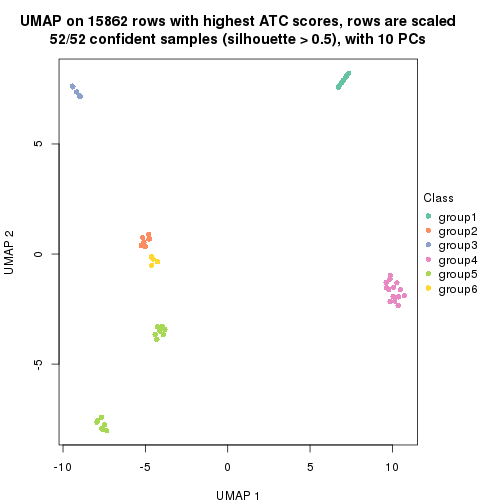 UMAP on 15862 rows with highest ATC scores, rows are scaled
52/52 confident samples (silhouette > 0.5), with 10 PCs
5
0
-5
UMAP 2
-10
-5
0
5
10
UMAP 1
Class
group1
group2
group3
group4
group5
group6